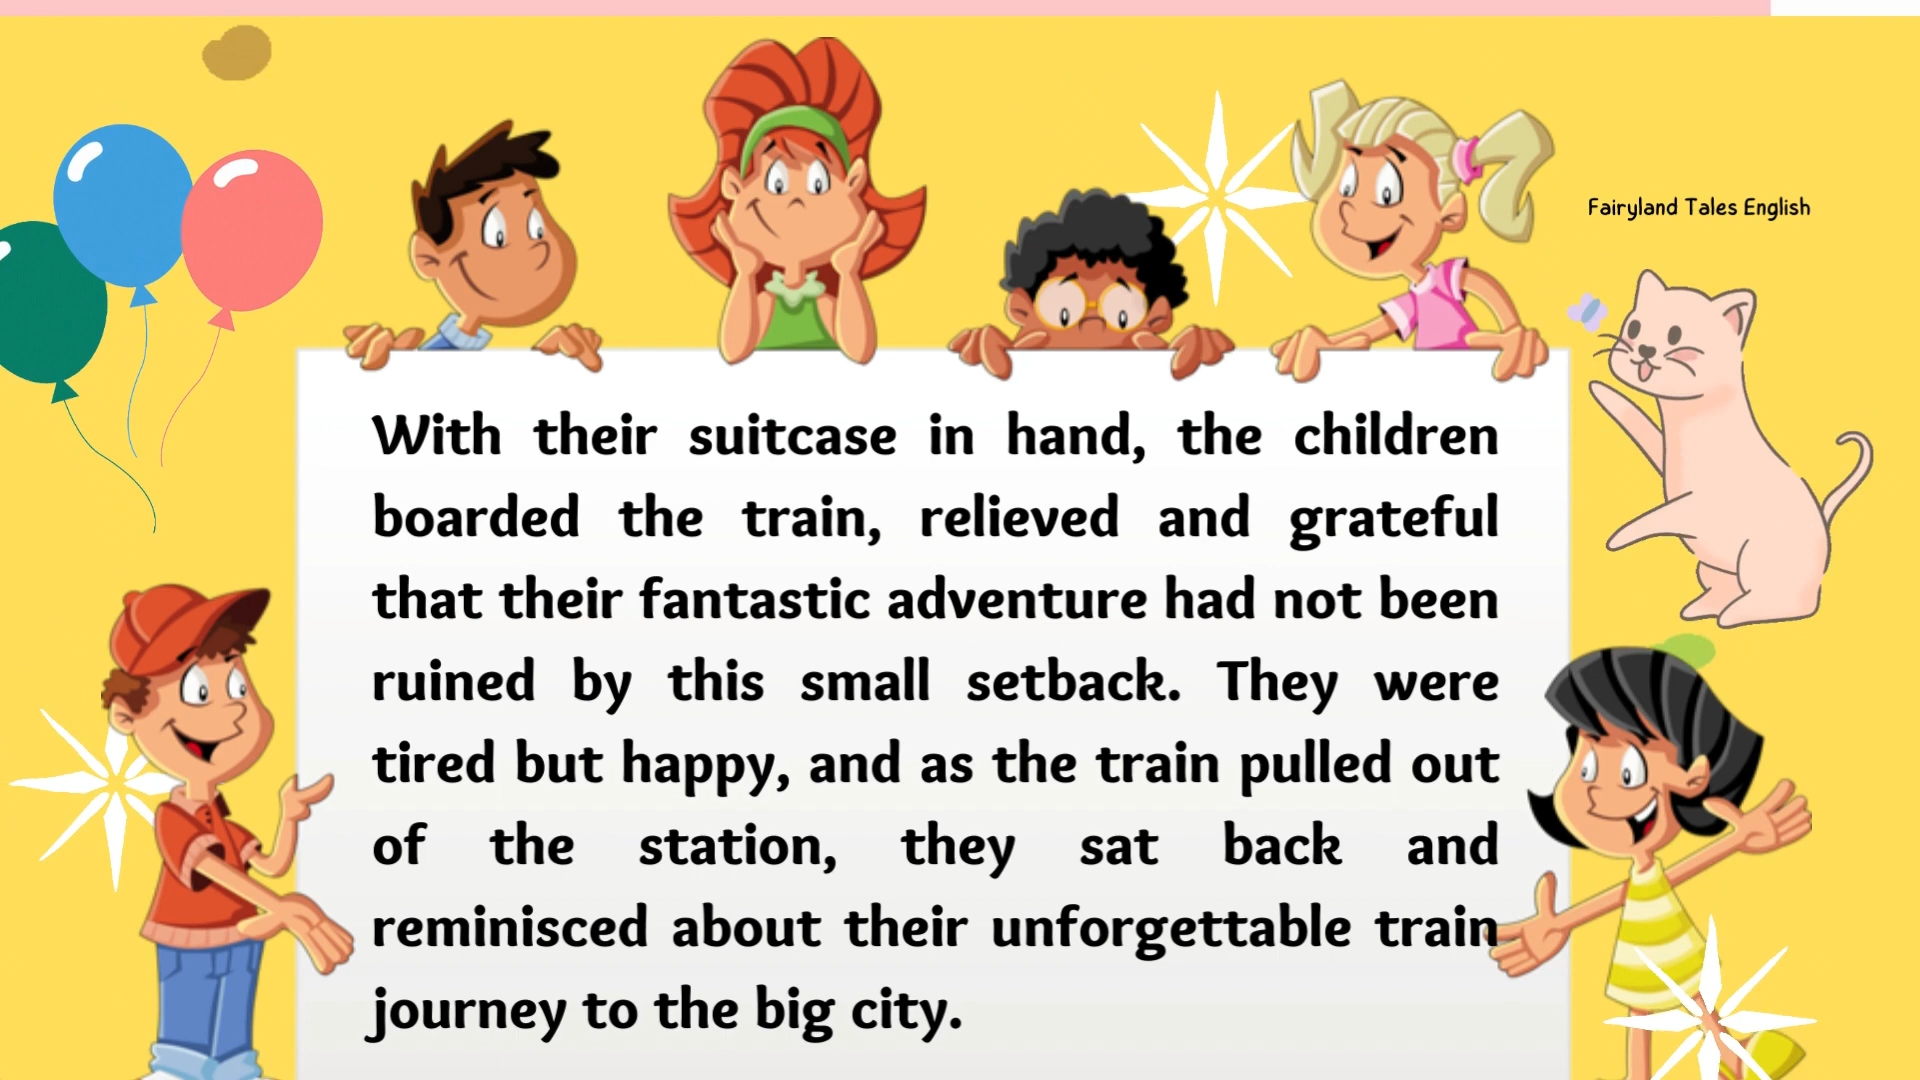 Fairyland Tales English
With their suitcase in hand, the children
boarded the train, relieved and grateful
that their fantastic adventure had not been
ruined by this small setback. They were
tired but happy, and as the train pulled out
of the station, they sat back and
reminisced about their unforgettable train
journey to the big city.